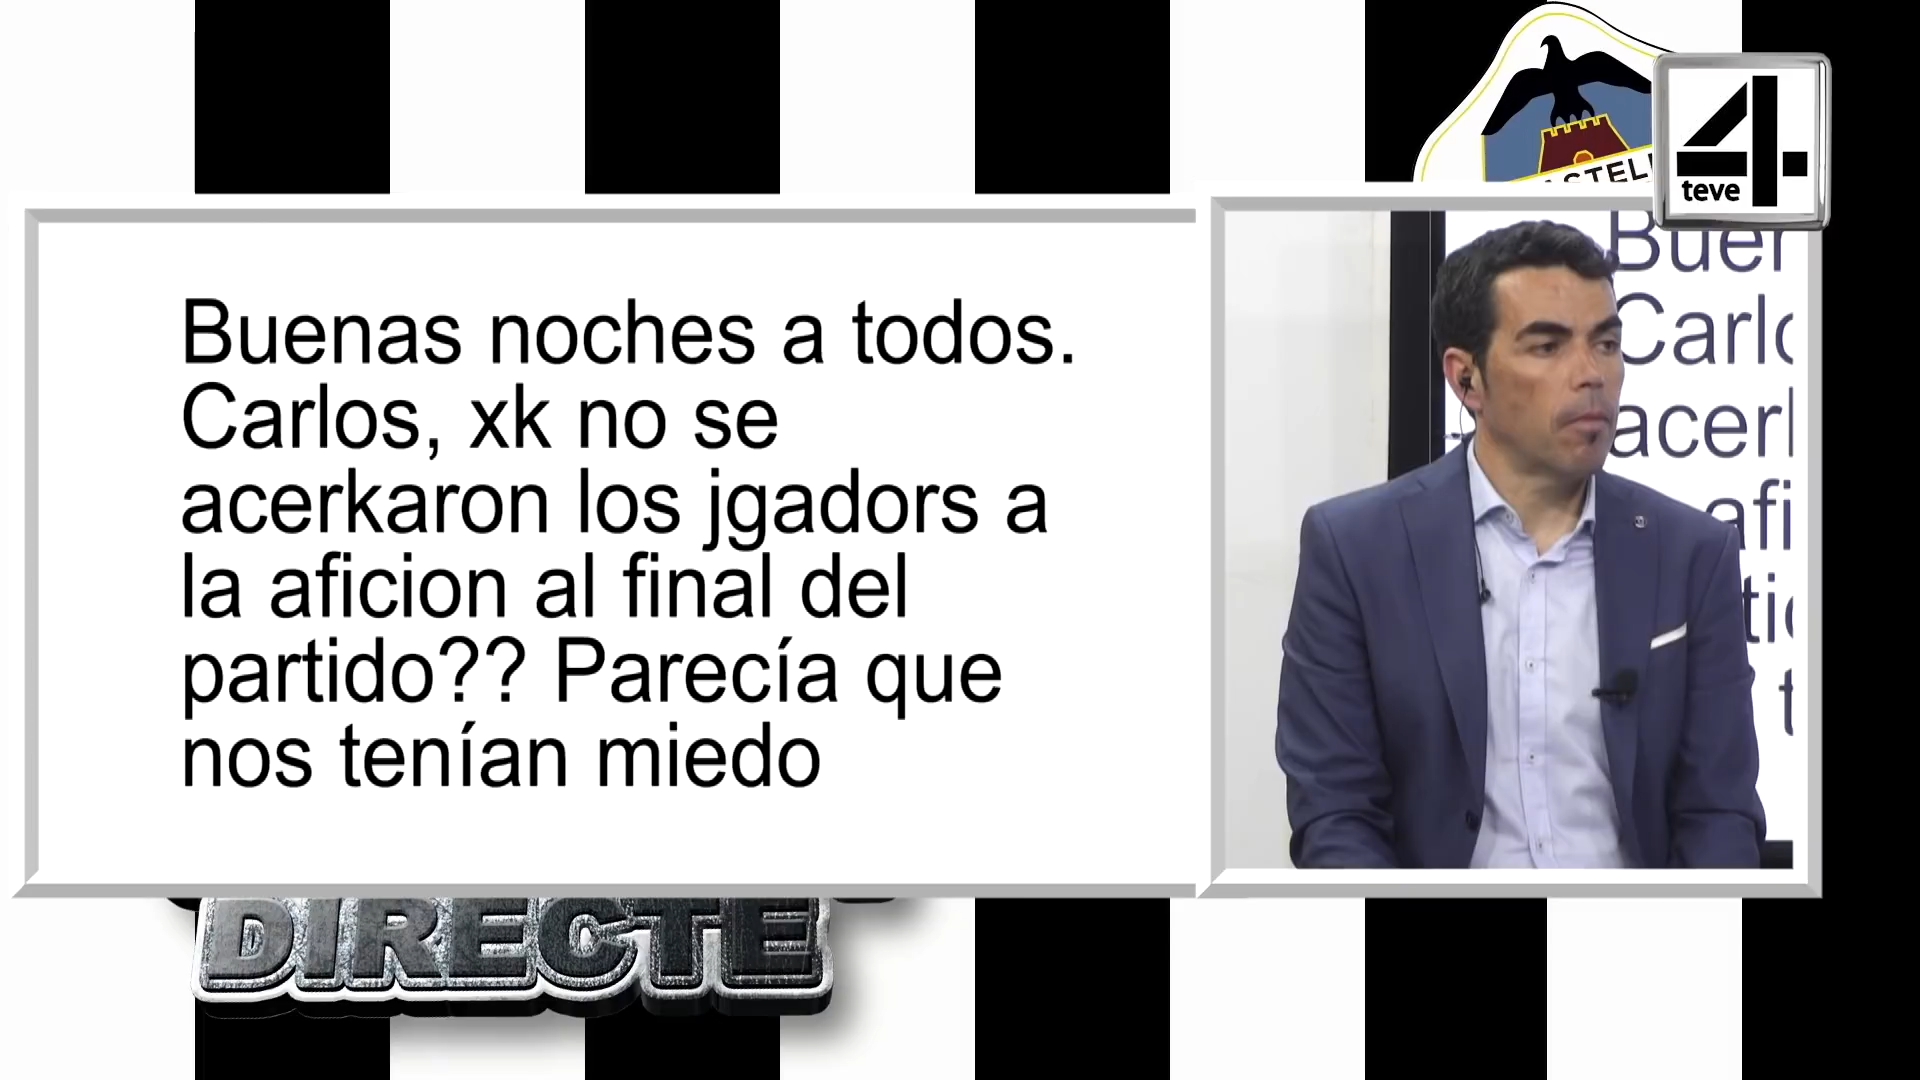 teve
4.
Buenas noches a todos.
Carlos, xk no se
acerkaron los jgadors a
la aficion al final del
partido?? Parecía que
nos tenían miedo
DIRECTE